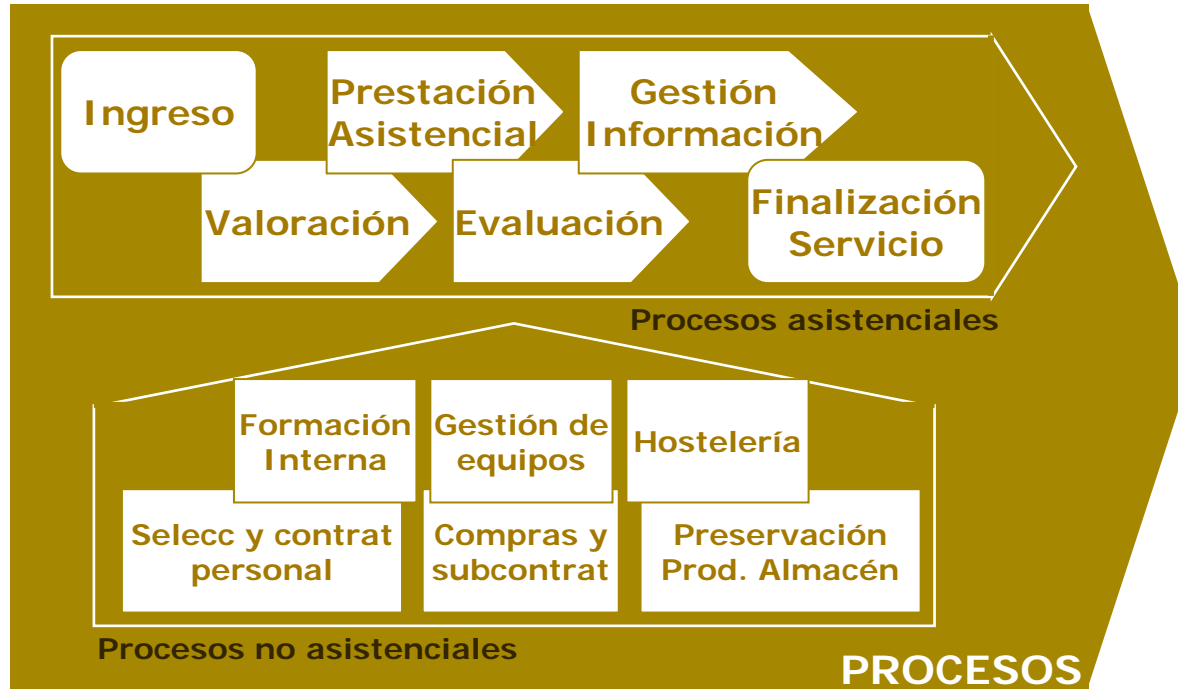 Ingreso
Prestación
Asistencial
Gestión
Información
Valoración
Evaluación
Finalización
Servicio
Procesos asistenciales
Formación
Interna
Gestión de
equipos
Hostelería
Selecc y contrat
personal
Compras y
subcontrat
Preservación
Prod. Almacén
Procesos no asistenciales
PROCESOS